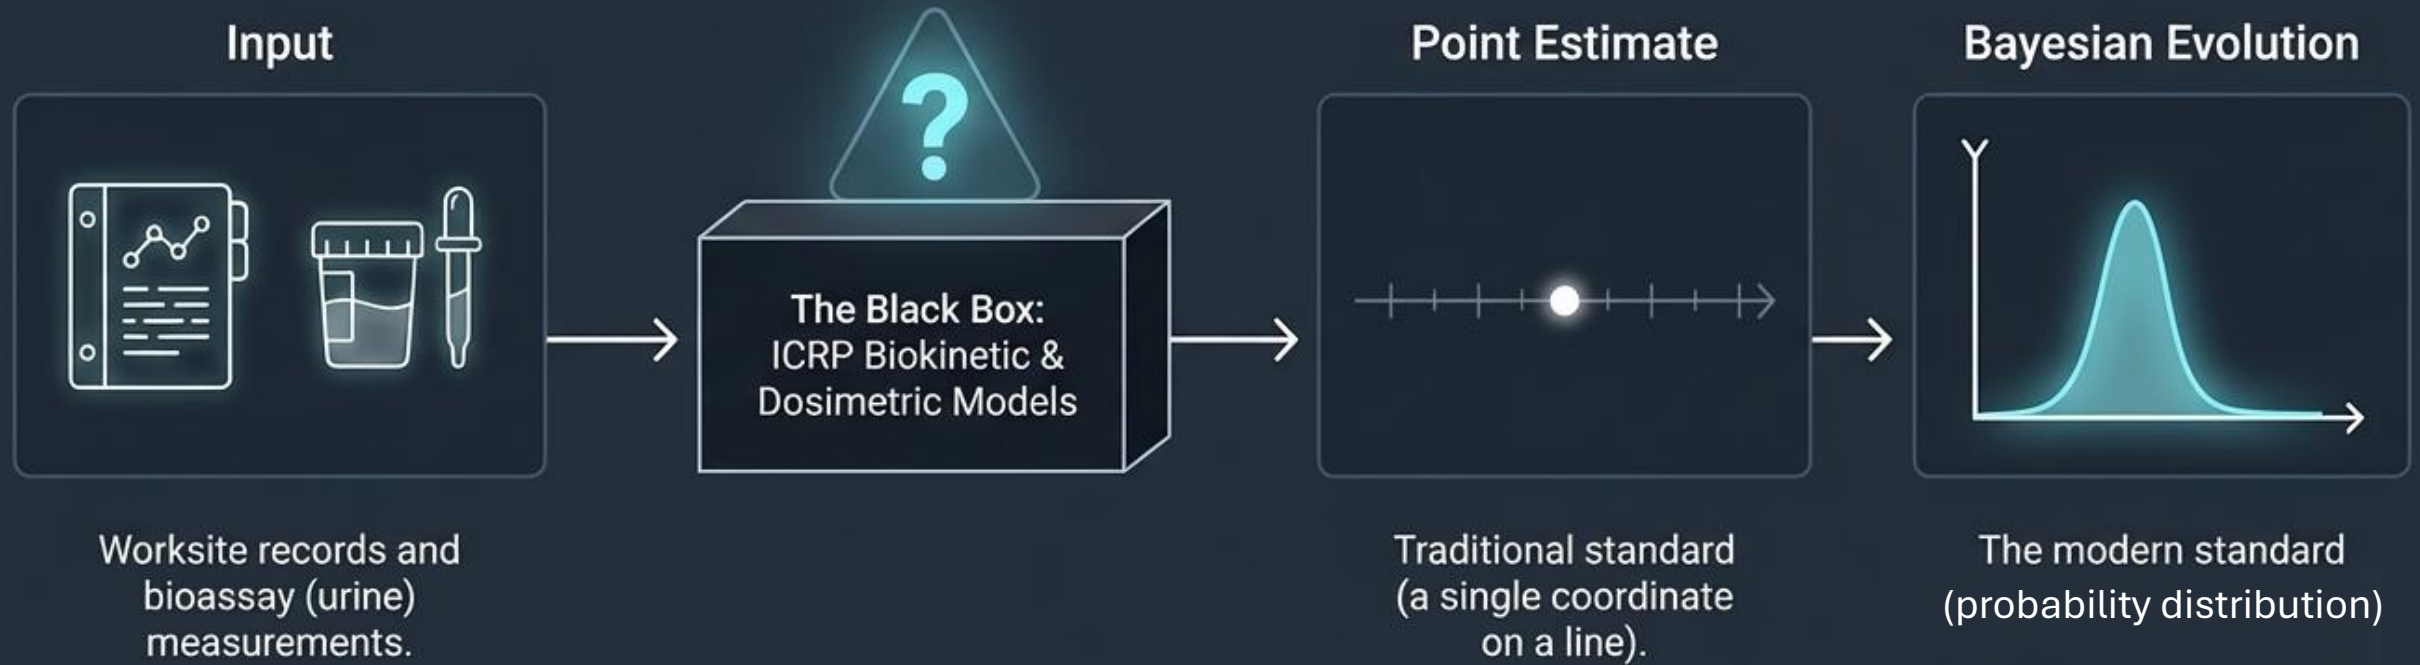 Input
Worksite records and
bioassay (urine)
measurements.
?
The Black Box:
ICRP Biokinetic &
Dosimetric Models
Point Estimate
Traditional standard
(a single coordinate
on a line).
Bayesian Evolution
The modern standard
(probability distribution)